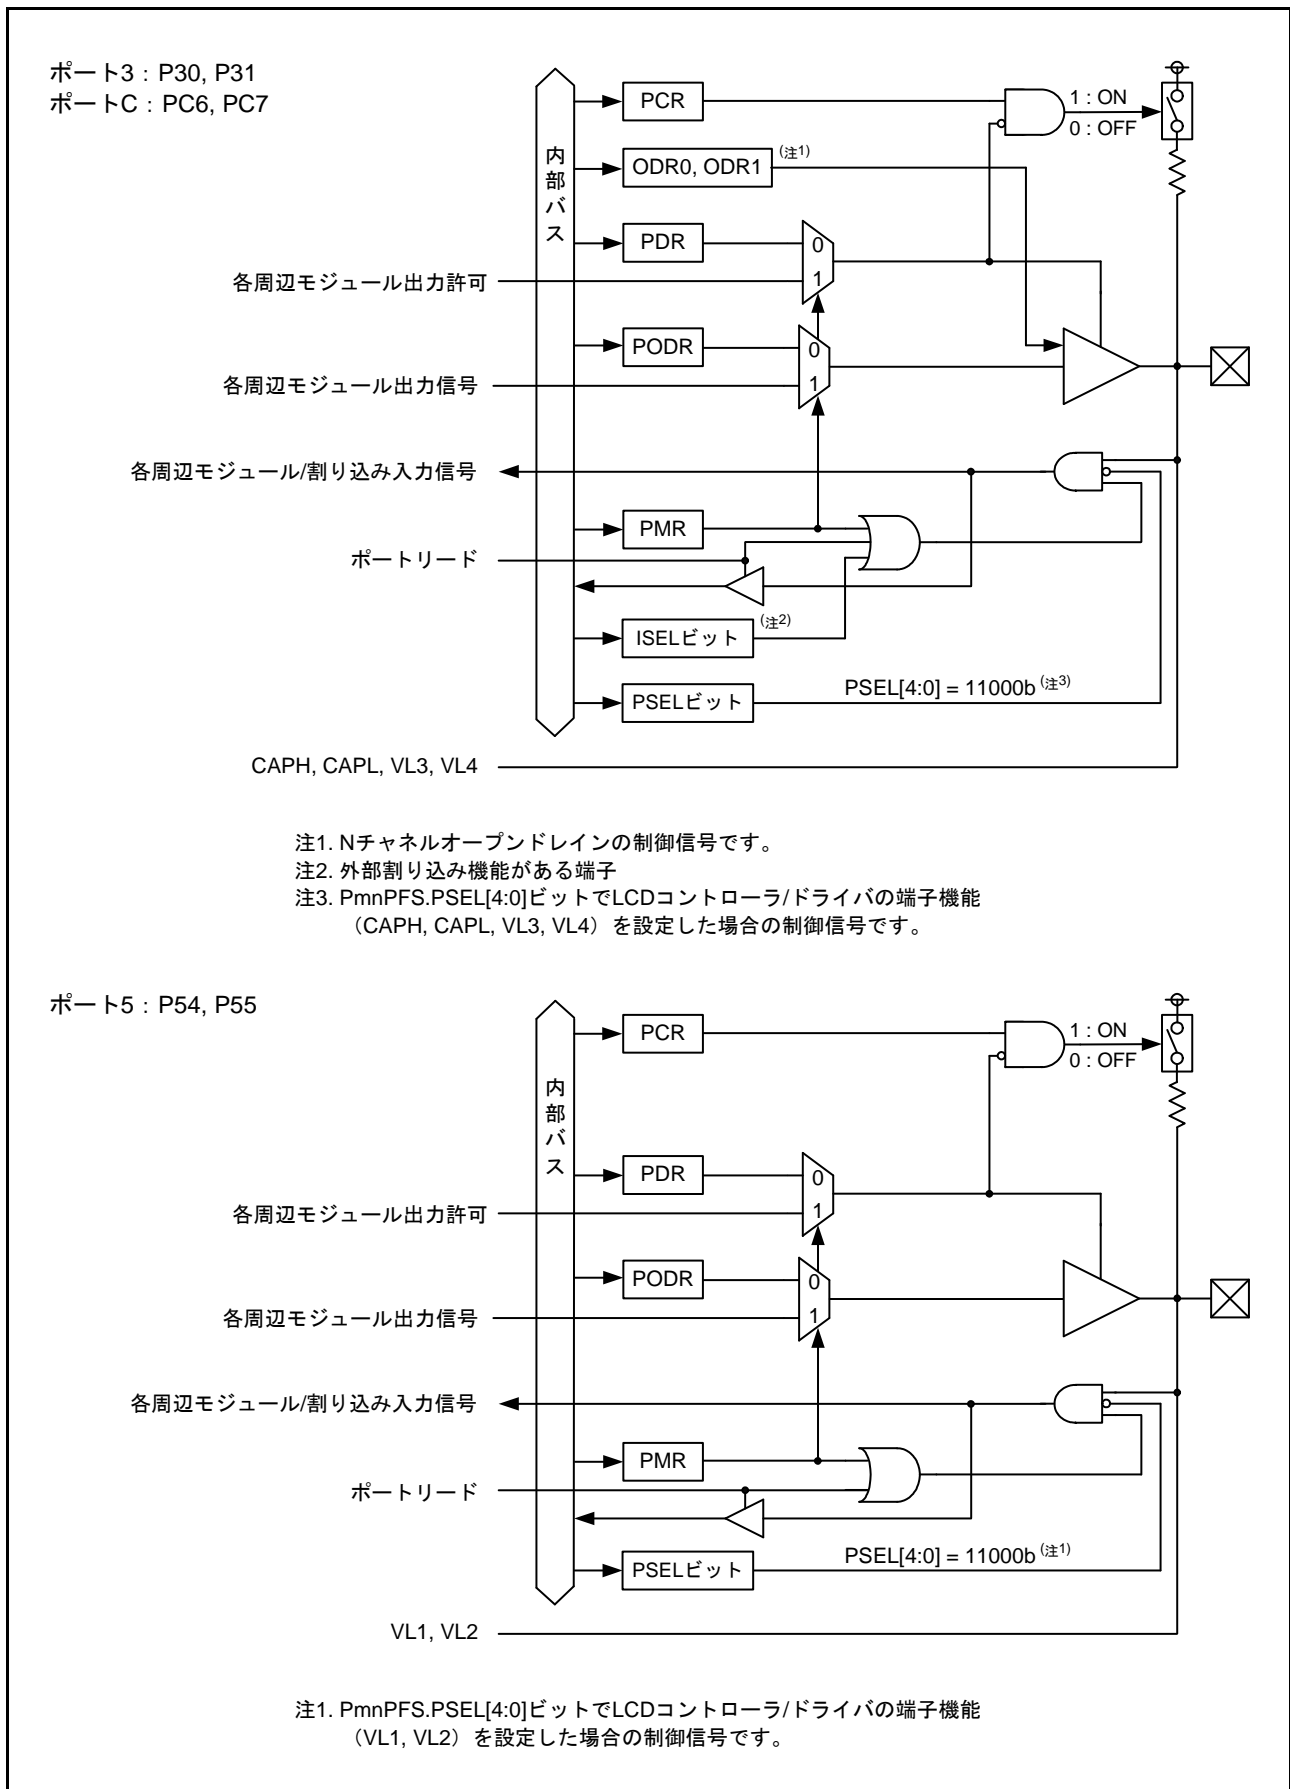 ポート3：P30, P31
ポートC：PC6, PC7
内部バス
PCR
1 : ON
0 : OFF
ODR0, ODR1 (注1)
PDR
0
各周辺モジュール出力許可
1
PODR
0
各周辺モジュール出力信号
1
各周辺モジュール/割り込み入力信号
PMR
ポートリード
ISELビット (注2)
PSELビット
PSEL[4:0] = 11000b (注3)
CAPH, CAPL, VL3, VL4
注1. Nチャネルオープンドレインの制御信号です。
注2. 外部割り込み機能がある端子
注3. PmnPFS.PSEL[4:0]ビットでLCDコントローラ/ドライバの端子機能
（CAPH, CAPL, VL3, VL4）を設定した場合の制御信号です。
ポート5：P54, P55
内部バス
PCR
1 : ON
0 : OFF
PDR
0
各周辺モジュール出力許可
1
PODR
0
各周辺モジュール出力信号
1
各周辺モジュール/割り込み入力信号
PMR
ポートリード
PSELビット
PSEL[4:0] = 11000b (注1)
VL1, VL2
注1. PmnPFS.PSEL[4:0]ビットでLCDコントローラ/ドライバの端子機能
（VL1, VL2）を設定した場合の制御信号です。